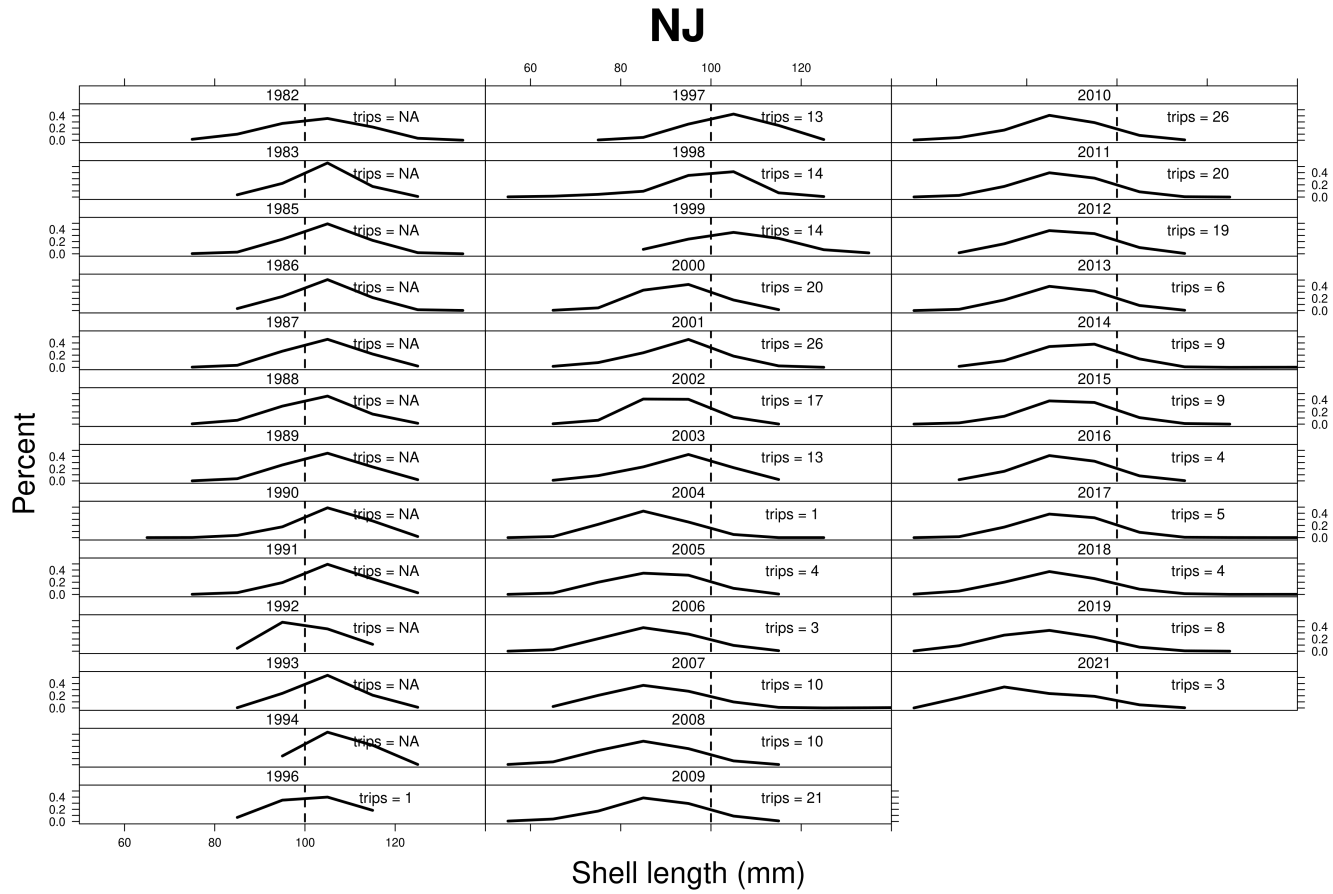 NJ
60 80 100 120
1982 1997 2010
0.4 trips = NA trips = 13 trips = 26
0.2
0.0
1983 1998 2011
trips = NA trips = 14 trips = 20 0.4
0.2
0.0
1985 1999 2012
0.4 trips = NA trips = 14 trips = 19
0.2
0.0
1986 2000 2013
trips = NA trips = 20 trips = 6 0.4
0.2
0.0
1987 2001 2014
0.4 trips = NA trips = 26 trips = 9
0.2
0.0
1988 2002 2015
trips = NA trips = 17 trips = 9 0.4
0.2
0.0
1989 2003 2016
0.4 trips = NA trips = 13 trips = 4
0.2
0.0
1990 2004 2017
trips = NA trips = 1 trips = 5 0.4
0.2
0.0
1991 2005 2018
0.4 trips = NA trips = 4 trips = 4
0.2
0.0
1992 2006 2019
trips = NA trips = 3 trips = 8 0.4
0.2
0.0
1993 2007 2021
0.4 trips = NA trips = 10 trips = 3
0.2
0.0
1994 2008
trips = NA trips = 10
1996 2009
0.4 trips = 1 trips = 21
0.2
0.0
60 80 100 120
Percent
Shell length (mm)